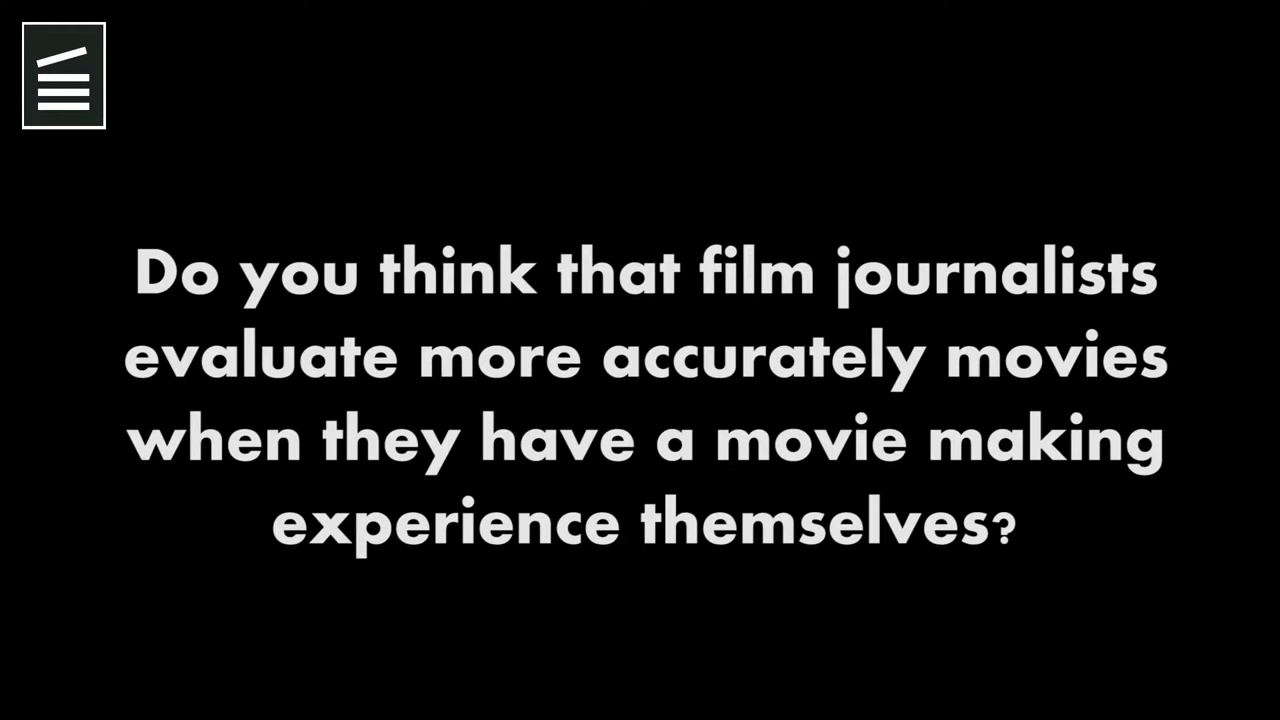 Do you think that film journalists
evaluate more accurately movies
when they have a movie making
experience themselves?